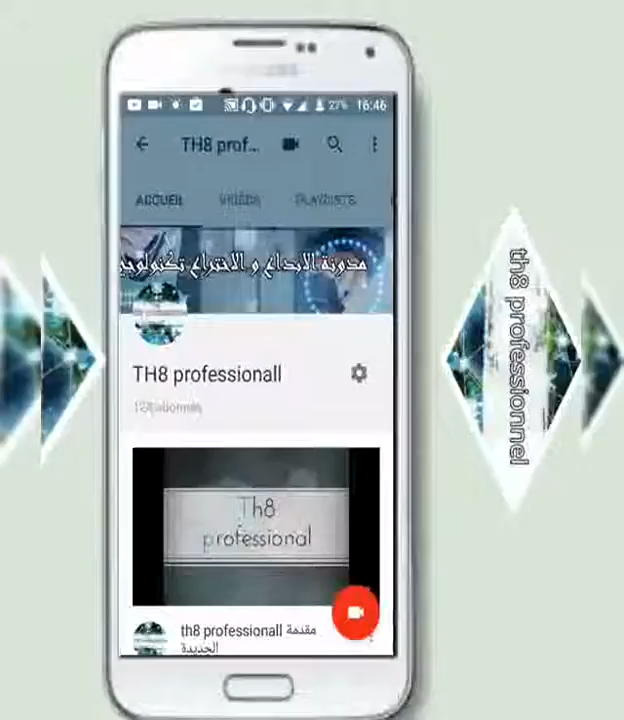 27% 16:46
TH8 prof...
ACCUEIL VIDÉOS PLAYLISTS
مدونة الابداع و الاختراع تكنولوجي
TH8 professionall
abonnés
Th8
professional
th8 professionall مقدمة
الجديدة
th8 professionnel